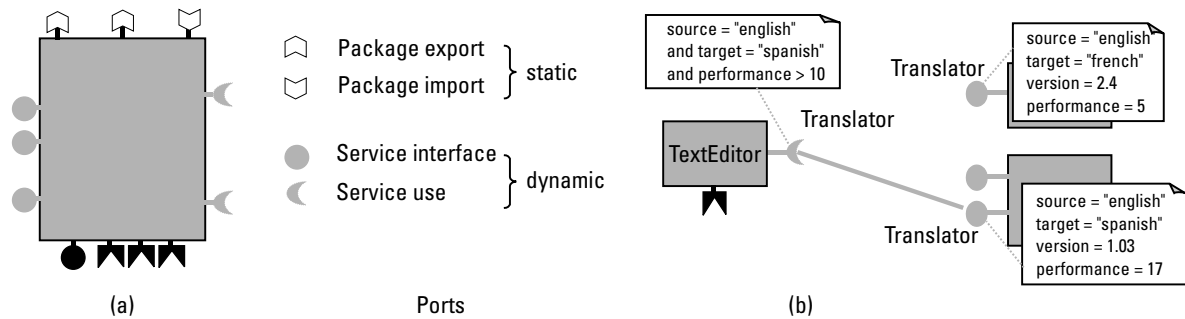 Package export
Package import
static
Service interface
Service use
dynamic
(a)
Ports
source = "english"
and target = "spanish"
and performance > 10
Translator
TextEditor
Translator
source = "english"
target = "french"
version = 2.4
performance = 5
Translator
source = "english"
target = "spanish"
version = 1.03
performance = 17
(b)